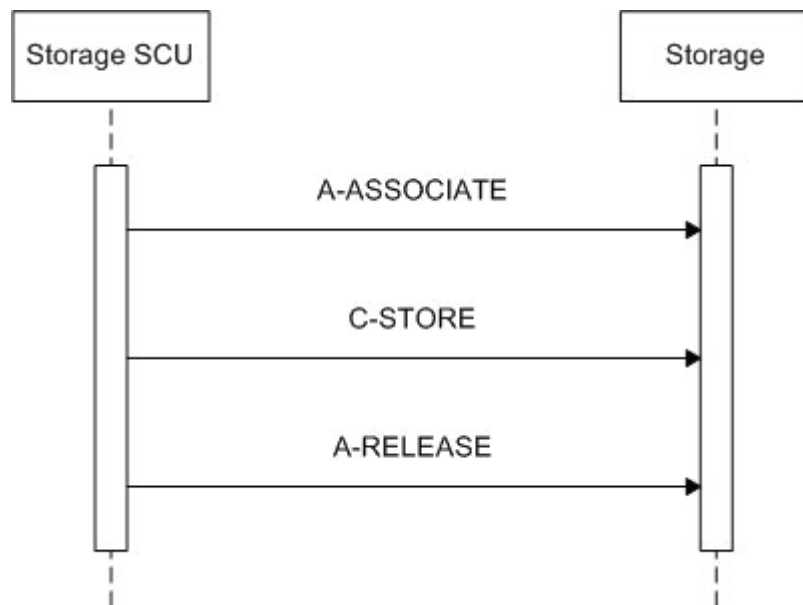 Storage SCU
Storage
A-ASSOCIATE
C-STORE
A-RELEASE